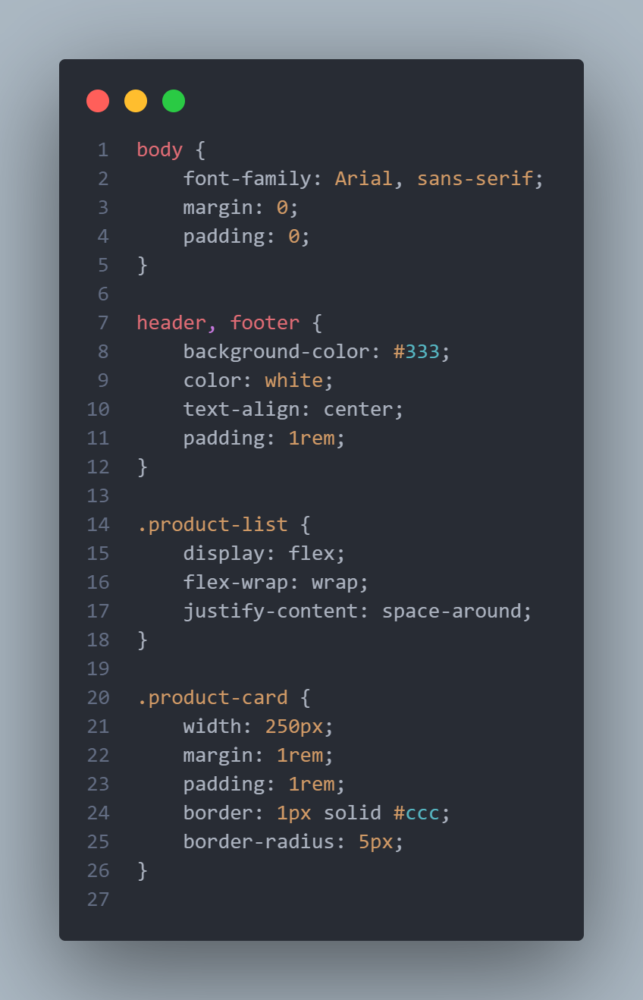 1 body {
2     font-family: Arial, sans-serif;
3     margin: 0;
4     padding: 0;
5 }
6
7 header, footer {
8     background-color: #333;
9     color: white;
10     text-align: center;
11     padding: 1rem;
12 }
13
14 .product-list {
15     display: flex;
16     flex-wrap: wrap;
17     justify-content: space-around;
18 }
19
20 .product-card {
21     width: 250px;
22     margin: 1rem;
23     padding: 1rem;
24     border: 1px solid #ccc;
25     border-radius: 5px;
26 }
27